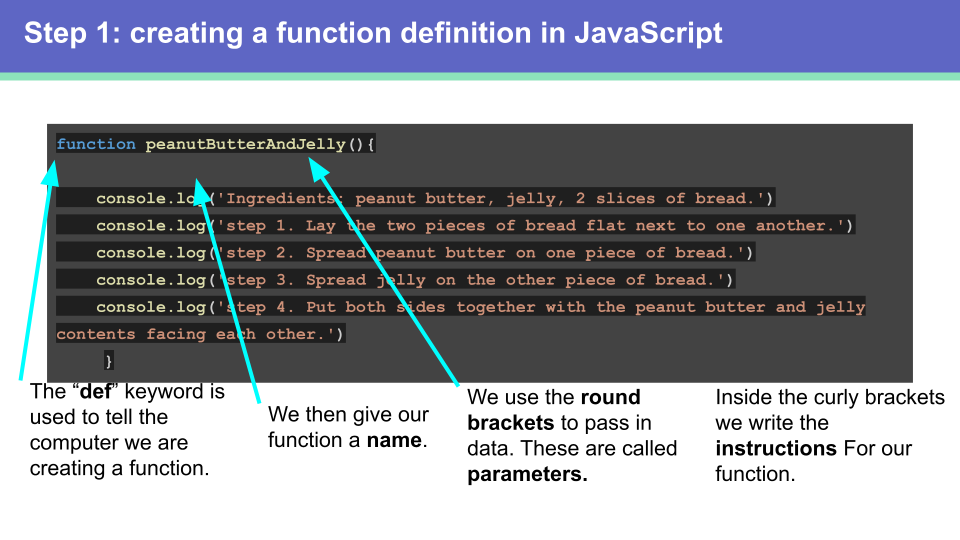 Step 1: creating a function definition in JavaScript
function peanutButterAndJelly(){
console.log('Ingredients: peanut butter, jelly, 2 slices of bread.')
console.log('step 1. Lay the two pieces of bread flat next to one another.')
console.log('step 2. Spread peanut butter on one piece of bread.')
console.log('step 3. Spread jelly on the other piece of bread.')
console.log('step 4. Put both sides together with the peanut butter and jelly
contents facing each other.')
}
The “def” keyword is
used to tell the
computer we are
creating a function.
We then give our
function a name.
We use the round
brackets to pass in
data. These are called
parameters.
Inside the curly brackets
we write the
instructions For our
function.